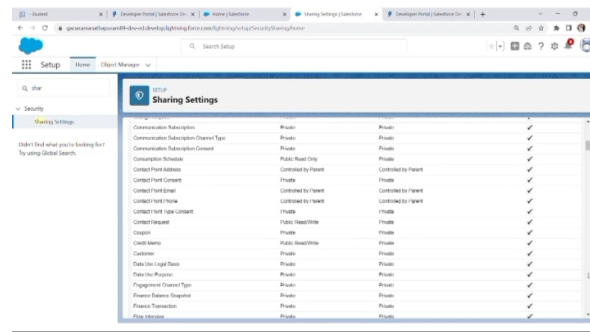 Developer Portal | Salesforce De
Home | Salesforce
Sharing Settings | Salesforce
Developer Portal | Salesforce De
Search Setup
Setup
Home
Object Manager
shar
Security
Sharing Settings
Didn't find what you're looking for?
Try using Global Search.
SETUP
Sharing Settings
Communication Subscription Private Private
Communication Subscription Channel Type Private Private
Communication Subscription Consent Private Private
Consumption Schedule Public Read Only Private
Contact Point Address Controlled by Parent Controlled by Parent
Contact Point Consent Private Private
Contact Point Email Controlled by Parent Controlled by Parent
Contact Point Phone Controlled by Parent Controlled by Parent
Contact Point Type Consent Private Private
Contact Request Public Read/Write Private
Coupon Private Private
Credit Memo Public Read/Write Private
Customer Private Private
Data Use Legal Basis Private Private
Data Use Purpose Private Private
Engagement Channel Type Private Private
Finance Balance Snapshot Private Private
Finance Transaction Private Private
Flow Interview Private Private